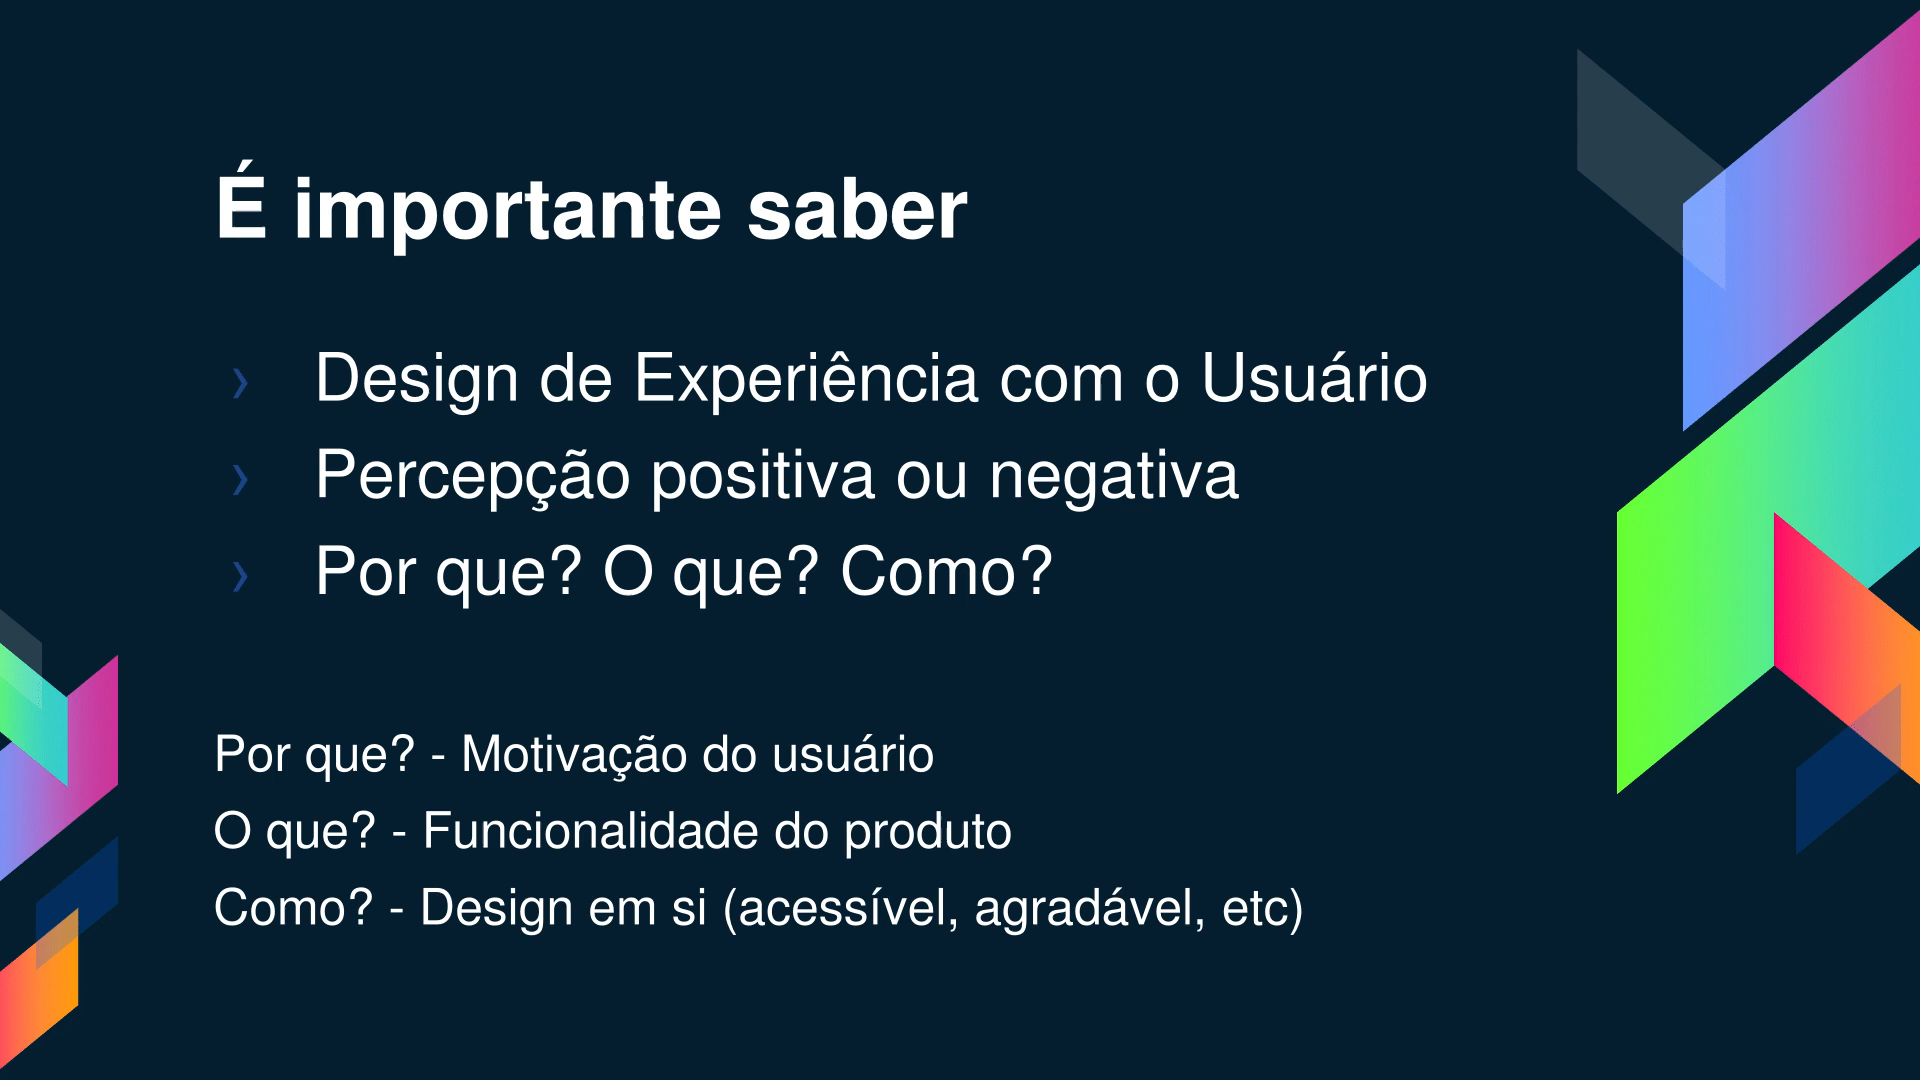 É importante saber
› Design de Experiência com o Usuário
› Percepção positiva ou negativa
› Por que? O que? Como?
Por que? - Motivação do usuário
O que? - Funcionalidade do produto
Como? - Design em si (acessível, agradável, etc)